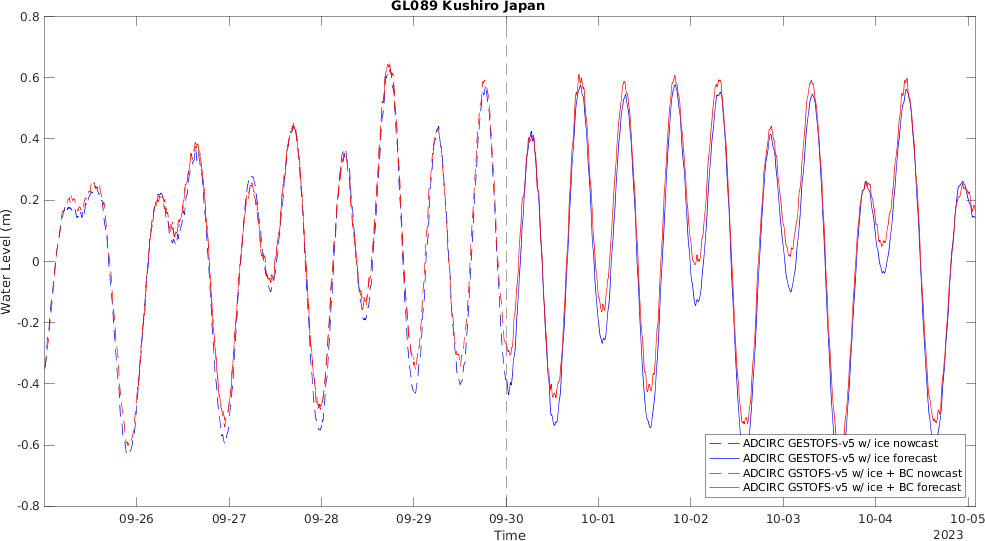 GL089 Kushiro Japan
0.8
0.6
0.4
0.2
0
-0.2
-0.4
-0.6
-0.8
Water Level (m)
ADCIRC GESTOFS-v5 w/ ice nowcast
ADCIRC GESTOFS-v5 w/ ice forecast
ADCIRC GSTOFS-v5 w/ ice + BC nowcast
ADCIRC GSTOFS-v5 w/ ice + BC forecast
09-26 09-27 09-28 09-29 09-30 10-01 10-02 10-03 10-04 10-05
Time
2023